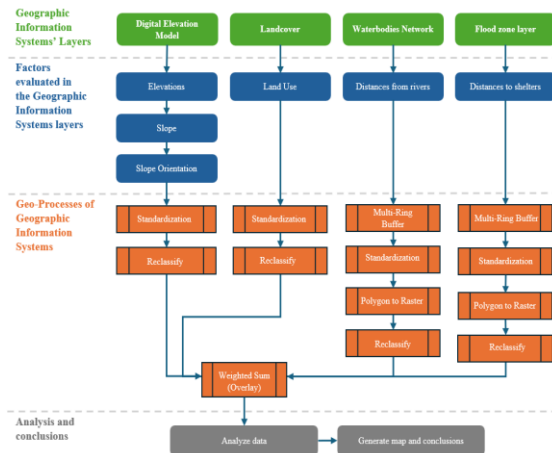 Geographic
Information
Systems' Layers
Digital Elevation
Model
Landcover
Waterbodies Network
Flood zone layer
Factors
evaluated in
the Geographic
Information
Systems layers
Elevations
Land Use
Distances from rivers
Distances to shelters
Slope
Slope Orientation
Geo-Processes of
Geographic
Information
Systems
Standardization
Standardization
Multi-Ring
Buffer
Multi-Ring Buffer
Reclassify
Reclassify
Standardization
Standardization
Polygon to Raster
Polygon to Raster
Reclassify
Reclassify
Weighted Sum
(Overlay)
Analysis and
conclusions
Analyze data
Generate map and conclusions